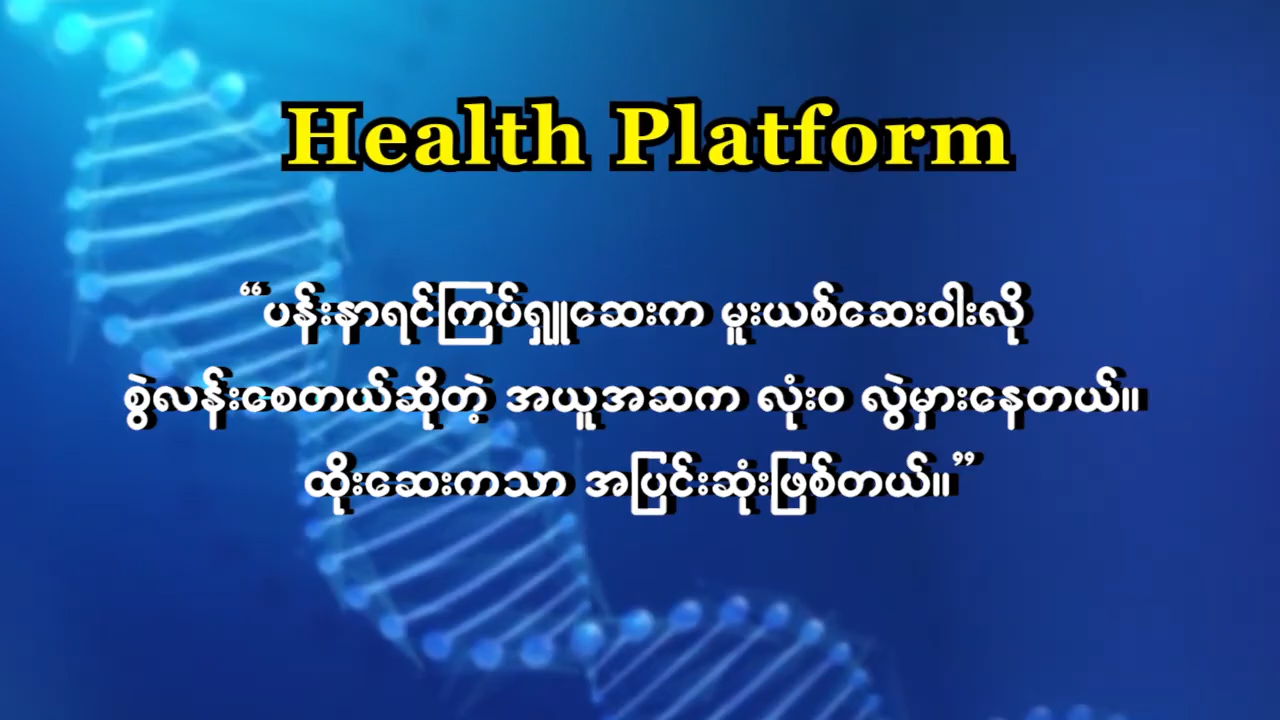 Health Platform
“ပန်းနာရင်ကြပ်ရှူဆေးက မူးယစ်ဆေးဝါးလို
စွဲလန်းစေတယ်ဆိုတဲ့ အယူအဆက လုံးဝ လွဲမှားနေတယ်။
ထိုးဆေးကသာ အပြင်းဆုံးဖြစ်တယ်။”